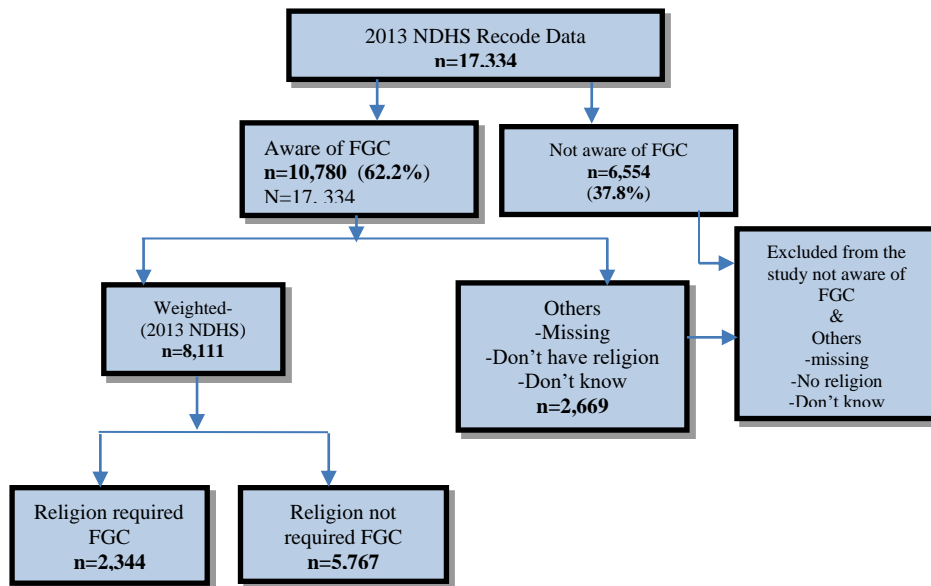 2013 NDHS Recode Data
n=17.334
Aware of FGC
n=10,780 (62.2%)
N=17. 334
Not aware of FGC
n=6,554
(37.8%)
Excluded from the
study not aware of
FGC
&
Others
-missing
-No religion
-Don't know
Weighted-
(2013 NDHS)
n=8,111
Others
-Missing
-Don't have religion
-Don't know
n=2,669
Religion required
FGC
n=2,344
Religion not
required FGC
n=5.767